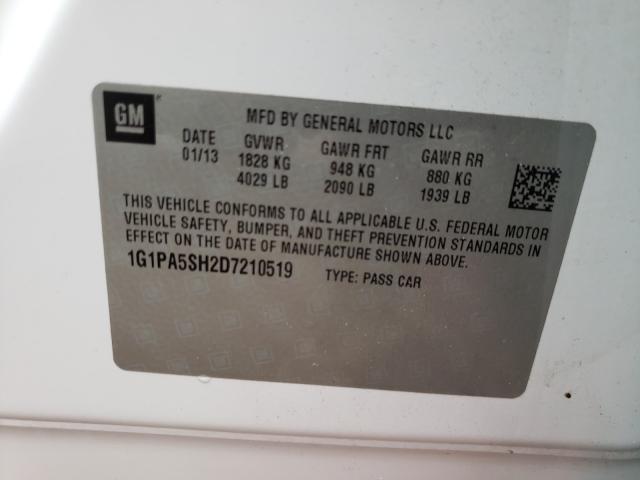 GM
MFD BY GENERAL MOTORS LLC
DATE GVWR GAWR FRT GAWR RR
01/13 1828 KG 948 KG 880 KG
4029 LB 2090 LB 1939 LB
THIS VEHICLE CONFORMS TO ALL APPLICABLE U.S. FEDERAL MOTOR
VEHICLE SAFETY, BUMPER, AND THEFT PREVENTION STANDARDS IN
EFFECT ON THE DATE OF MANUFACTURE SHOWN ABOVE.
1G1PA5SH2D7210519 TYPE: PASS CAR